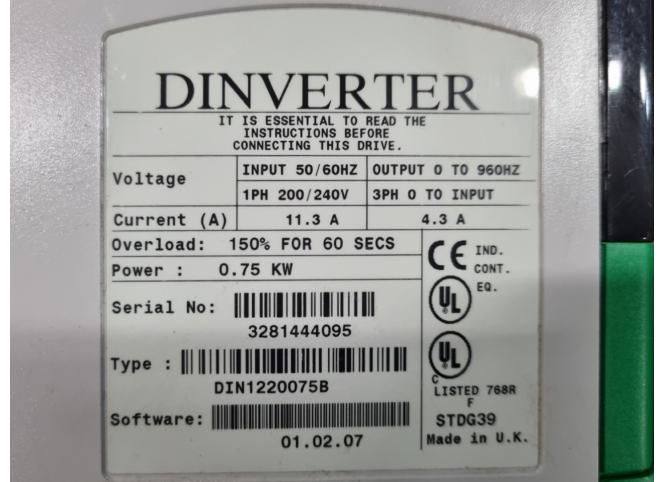 DINVERTER
IT IS ESSENTIAL TO READ THE
INSTRUCTIONS BEFORE
CONNECTING THIS DRIVE.
Voltage
INPUT 50/60HZ OUTPUT 0 TO 960HZ
1PH 200/240V 3PH 0 TO INPUT
Current (A) 11.3 A 4.3 A
Overload: 150% FOR 60 SECS
Power : 0.75 KW
CE IND.
CONT.
EQ.
UL
Serial No:
3281444095
Type :
DIN1220075B
C UL
LISTED 768R
F
Software:
01.02.07
STDG39
Made in U.K.